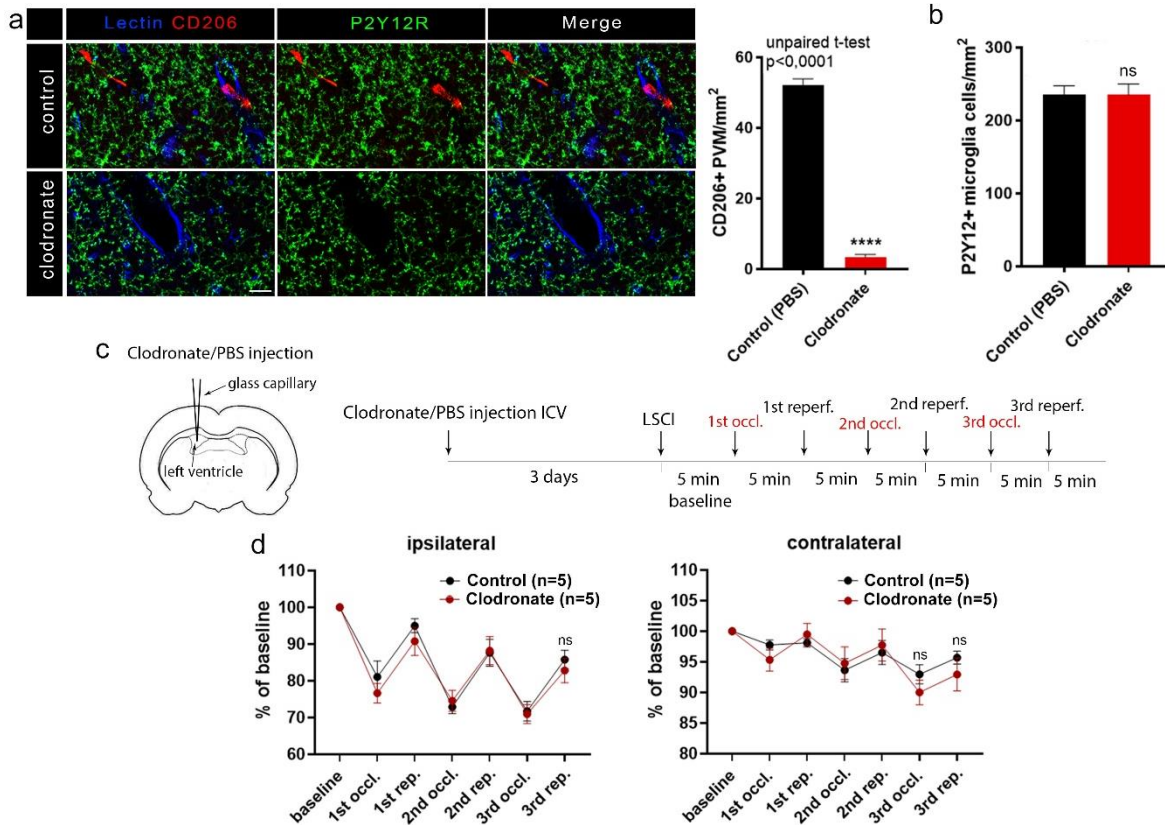 a
Lectin CD206
P2Y12R
Merge
control
clodronate
unpaired t-test
p<0,0001
CD206+ PVM/mm²
60
40
20
0
****
Control (PBS)
Clodronate
b
P2Y12+ microglia cells/mm²
300
200
100
0
ns
Control (PBS)
Clodronate
c
Clodronate/PBS injection
glass capillary
left ventricle
Clodronate/PBS injection ICV
LSCI
1st occl.
1st reperf.
2nd occl.
2nd reperf.
3rd occl.
3rd reperf.
3 days
5 min
baseline
5 min
5 min
5 min
5 min
5 min
5 min
d
ipsilateral
Control (n=5)
Clodronate (n=5)
% of baseline
110
100
90
80
70
60
ns
baseline
1st occl.
1st rep.
2nd occl.
2nd rep.
3rd occl.
3rd rep.
contralateral
Control (n=5)
Clodronate (n=5)
% of baseline
110
105
100
95
90
85
80
ns
ns
baseline
1st occl.
1st rep.
2nd occl.
2nd rep.
3rd occl.
3rd rep.